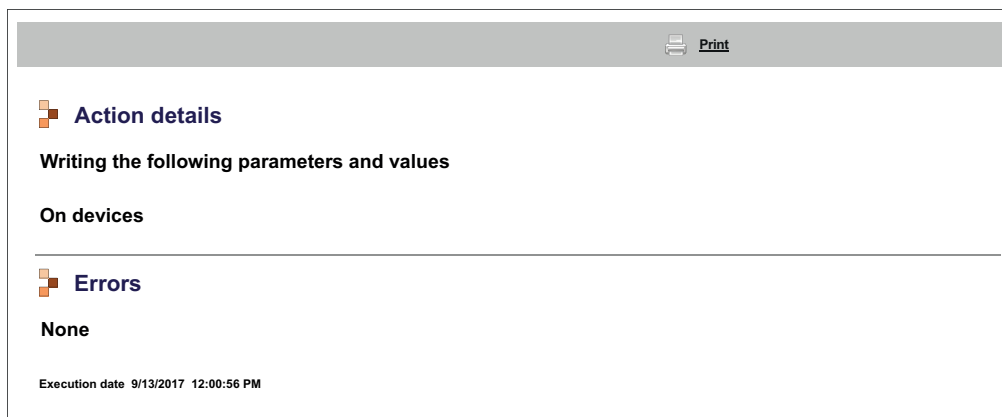 Print
Action details
Writing the following parameters and values
On devices
Errors
None
Execution date 9/13/2017 12:00:56 PM